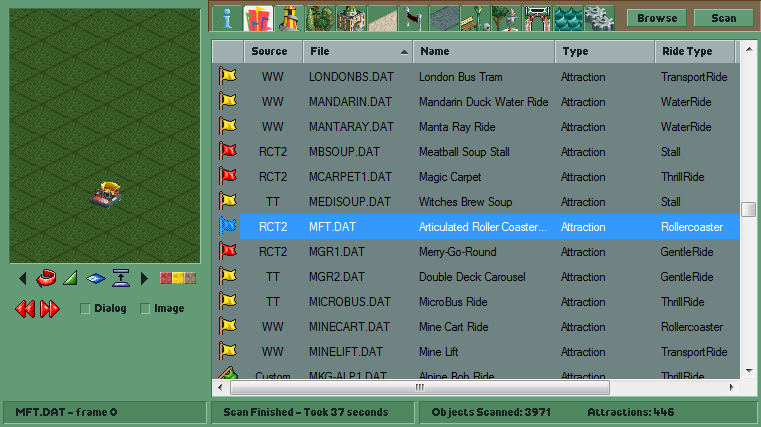 Browse Scan
Source File Name Type Ride Type
WW LONDONBS.DAT London Bus Tram Attraction TransportRide
WW MANDARIN.DAT Mandarin Duck Water Ride Attraction WaterRide
WW MANTARAY.DAT Manta Ray Ride Attraction WaterRide
RCT2 MBSOUP.DAT Meatball Soup Stall Attraction Stall
RCT2 MCARPET1.DAT Magic Carpet Attraction ThrillRide
TT MEDISOUP.DAT Witches Brew Soup Attraction Stall
RCT2 MFT.DAT Articulated Roller Coaster... Attraction Rollercoaster
RCT2 MGR1.DAT Merry-Go-Round Attraction GentleRide
TT MGR2.DAT Double Deck Carousel Attraction GentleRide
TT MICROBUS.DAT MicroBus Ride Attraction ThrillRide
WW MINECART.DAT Mine Cart Ride Attraction Rollercoaster
WW MINELIFT.DAT Mine Lift Attraction TransportRide
Custom MKG-ALP1.DAT Alpine Bob Ride Attraction ThrillRide
Dialog Image
MFT.DAT - frame 0 Scan Finished - Took 37 seconds Objects Scanned: 3971 Attractions: 446